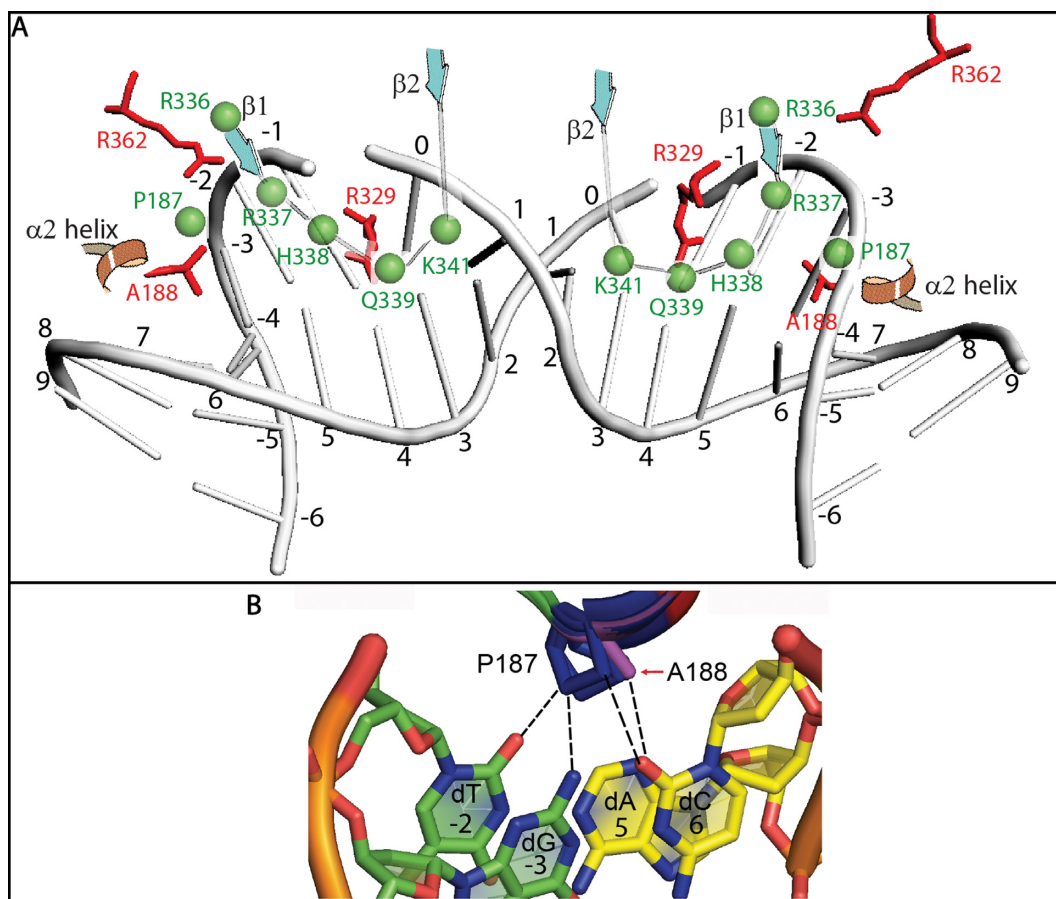 A
R336
β1
R362
-1
β2
0
P187
-2
R337
R329
α2 helix
-3
H338
1
A188
Q339
K341
-4
8
7
9
6
2
-5
5
4
3
-6
β2
R336
R362
β1
-2
R329
-1
0
-3
R337
1
P187
K341
H338
α2 helix
Q339
A188
-4
7
8
2
6
-5
9
3
5
4
-6
B
P187
A188
dT
-2
dA
5
dC
6
dG
-3